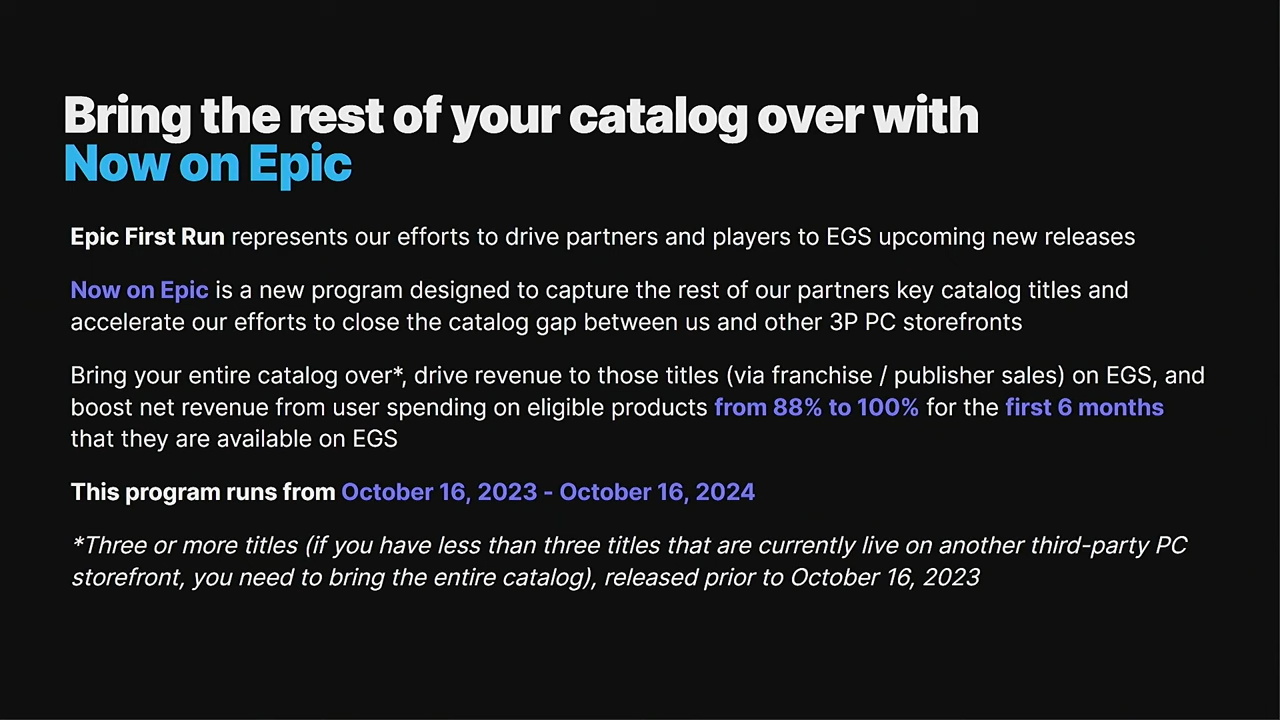 Bring the rest of your catalog over with
Now on Epic
Epic First Run represents our efforts to drive partners and players to EGS upcoming new releases
Now on Epic is a new program designed to capture the rest of our partners key catalog titles and
accelerate our efforts to close the catalog gap between us and other 3P PC storefronts
Bring your entire catalog over*, drive revenue to those titles (via franchise / publisher sales) on EGS, and
boost net revenue from user spending on eligible products from 88% to 100% for the first 6 months
that they are available on EGS
This program runs from October 16, 2023 - October 16, 2024
*Three or more titles (if you have less than three titles that are currently live on another third-party PC
storefront, you need to bring the entire catalog), released prior to October 16, 2023